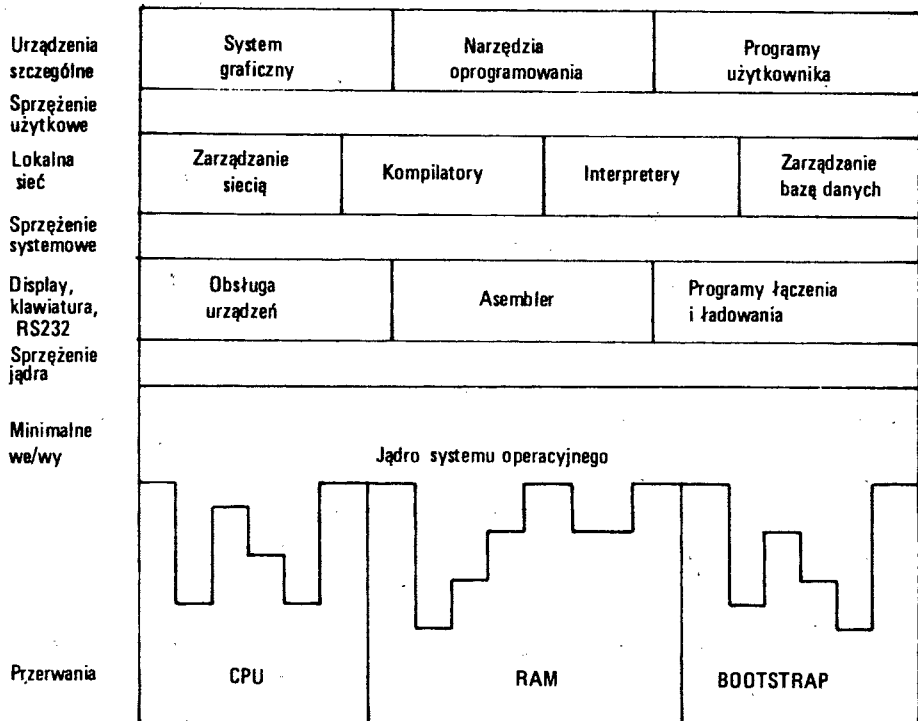 Urządzenia
szczególne
System
graficzny
Narzędzia
oprogramowania
Programy
użytkownika
Sprzężenie
użytkowe
Lokalna
sieć
Zarządzanie
siecią
Kompilatory
Interpretery
Zarządzanie
bazę danych
Sprzężenie
systemowe
Display,
klawiatura,
RS232
Obsługa
urządzeń
Asembler
Programy łączenia
i ładowania
Sprzężenie
jądra
Minimalne
we/wy
Jądro systemu operacyjnego
Przerwania
CPU
RAM
BOOTSTRAP